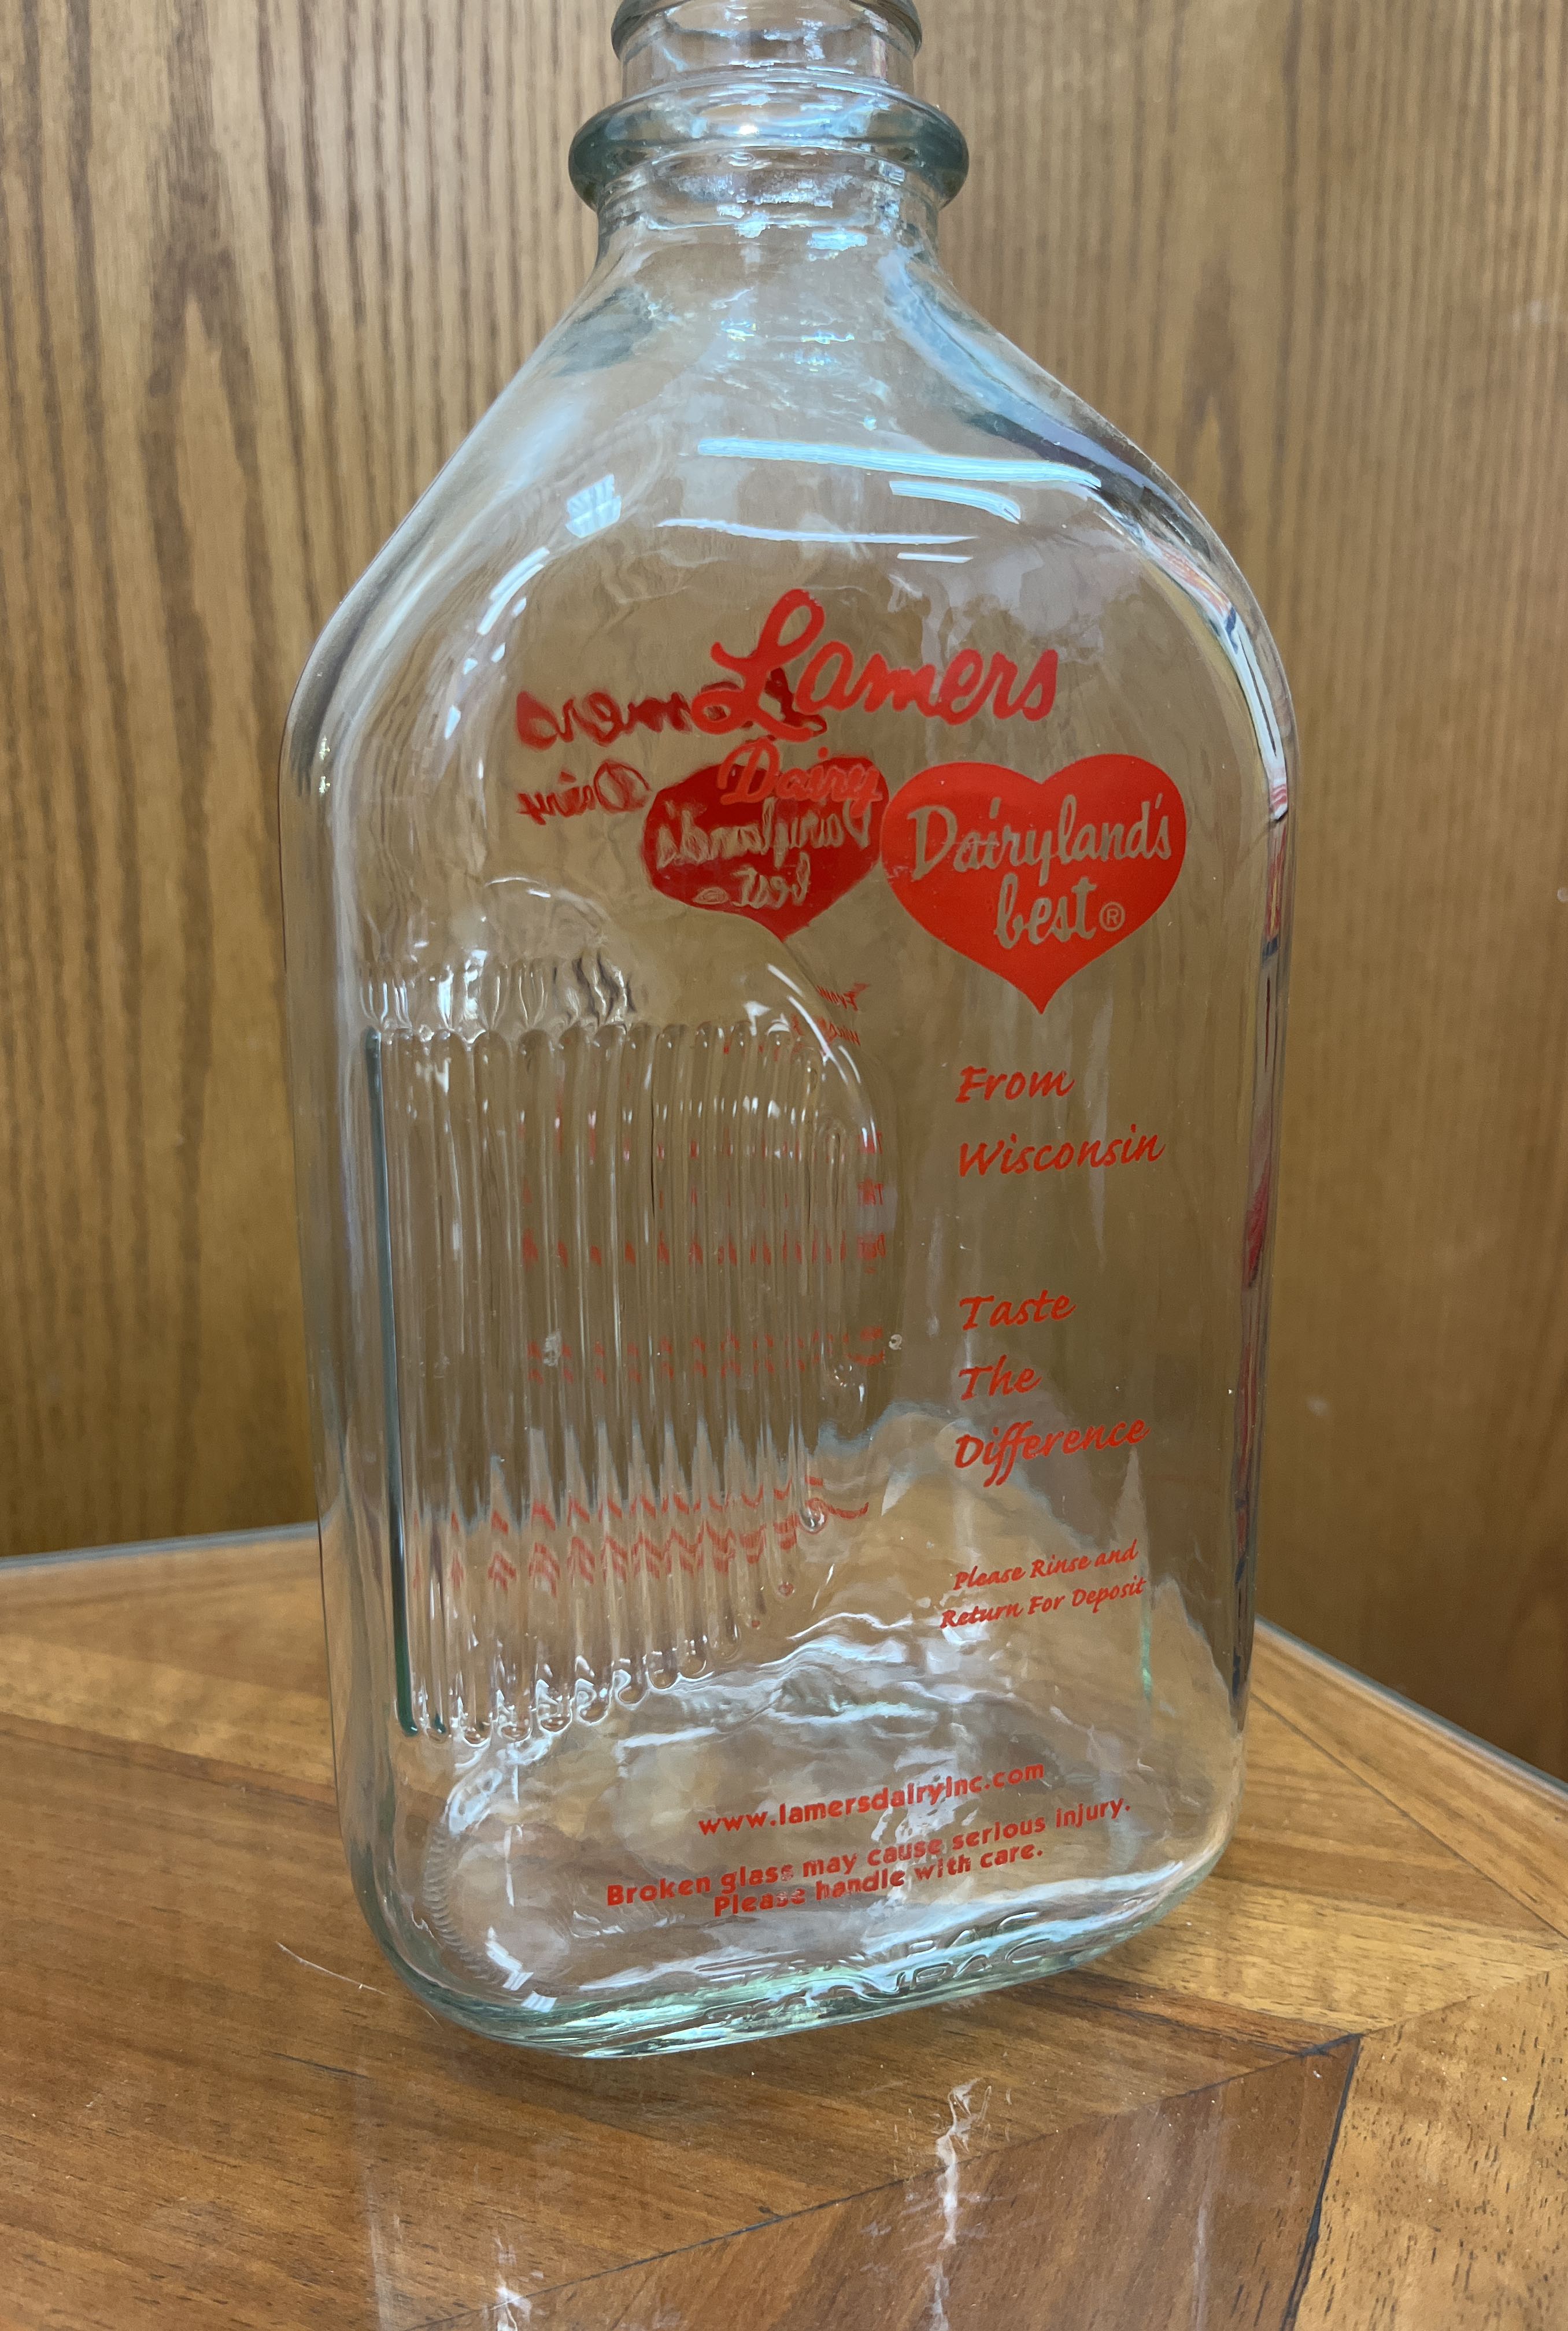 Lamers
Dairy
Dairyland's
best®
From
Wisconsin
Taste
The
Difference
Please Rinse and
Return For Deposit
www.lamersdairyinc.com
Broken glass may cause serious injury.
Please handle with care.